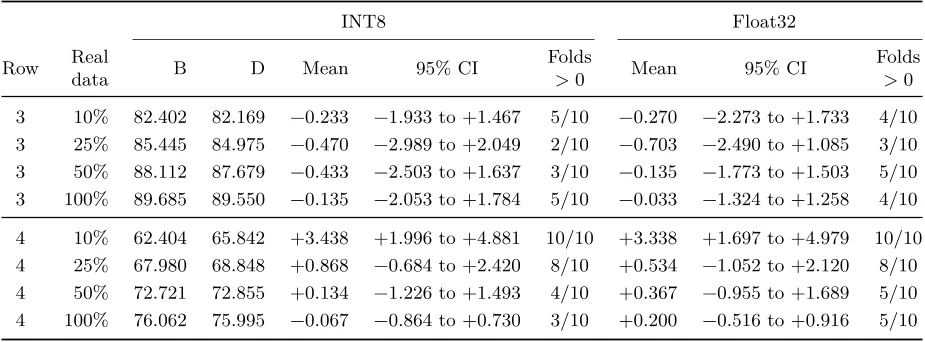 INT8 Float32
Row Real data B D Mean 95% CI Folds > 0 Mean 95% CI Folds > 0
3 10% 82.402 82.169 −0.233 −1.933 to +1.467 5/10 −0.270 −2.273 to +1.733 4/10
3 25% 85.445 84.975 −0.470 −2.989 to +2.049 2/10 −0.703 −2.490 to +1.085 3/10
3 50% 88.112 87.679 −0.433 −2.503 to +1.637 3/10 −0.135 −1.773 to +1.503 5/10
3 100% 89.685 89.550 −0.135 −2.053 to +1.784 5/10 −0.033 −1.324 to +1.258 4/10
4 10% 62.404 65.842 +3.438 +1.996 to +4.881 10/10 +3.338 +1.697 to +4.979 10/10
4 25% 67.980 68.848 +0.868 −0.684 to +2.420 8/10 +0.534 −1.052 to +2.120 8/10
4 50% 72.721 72.855 +0.134 −1.226 to +1.493 4/10 +0.367 −0.955 to +1.689 5/10
4 100% 76.062 75.995 −0.067 −0.864 to +0.730 3/10 +0.200 −0.516 to +0.916 5/10